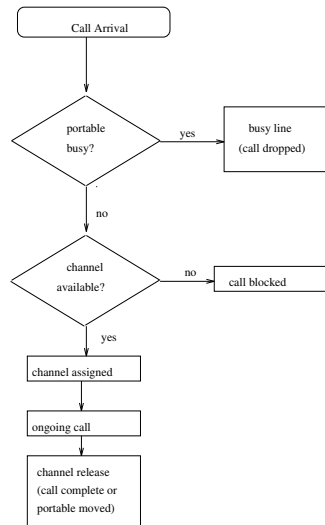 Call Arrival
portable
busy?
yes
busy line
(call dropped)
no
channel
available?
no
call blocked
yes
channel assigned
ongoing call
channel release
(call complete or
portable moved)